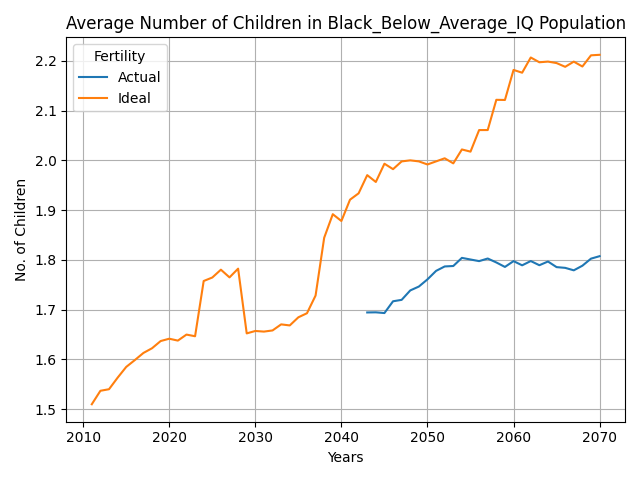 Average Number of Children in Black_Below_Average_IQ Population
Fertility
Actual
Ideal
No. of Children
2.2
2.1
2.0
1.9
1.8
1.7
1.6
1.5
2010 2020 2030 2040 2050 2060 2070
Years